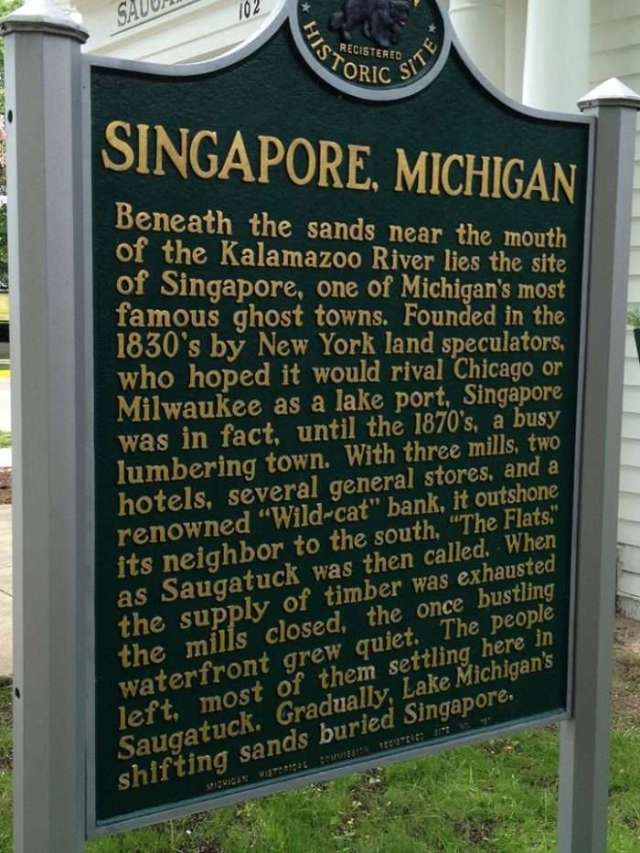 SAUGA
102
REGISTERED
HISTORIC SITE
SINGAPORE, MICHIGAN
Beneath the sands near the mouth
of the Kalamazoo River lies the site
of Singapore, one of Michigan's most
famous ghost towns. Founded in the
1830's by New York land speculators,
who hoped it would rival Chicago or
Milwaukee as a lake port, Singapore
was in fact, until the 1870's, a busy
lumbering town. With three mills, two
hotels, several general stores, and a
renowned “Wild-cat” bank, it outshone
its neighbor to the south, “The Flats,”
as Saugatuck was then called. When
the supply of timber was exhausted
the mills closed, the once bustling
waterfront grew quiet. The people
left, most of them settling here in
Saugatuck. Gradually, Lake Michigan's
shifting sands buried Singapore.
MICHIGAN HISTORICAL COMMISSION REGISTERED SITE NO.